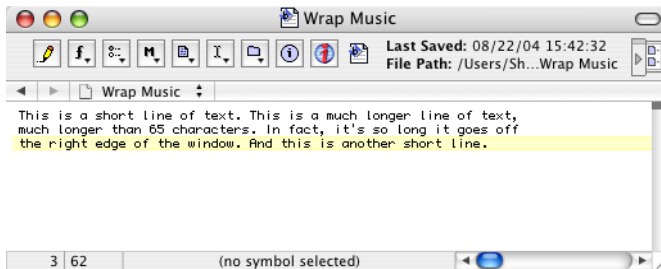 Wrap Music
Last Saved: 08/22/04 15:42:32
File Path: /Users/Sh...Wrap Music
Wrap Music
This is a short line of text. This is a much longer line of text,
much longer than 65 characters. In fact, it's so long it goes off
the right edge of the window. And this is another short line.
3 62 (no symbol selected)